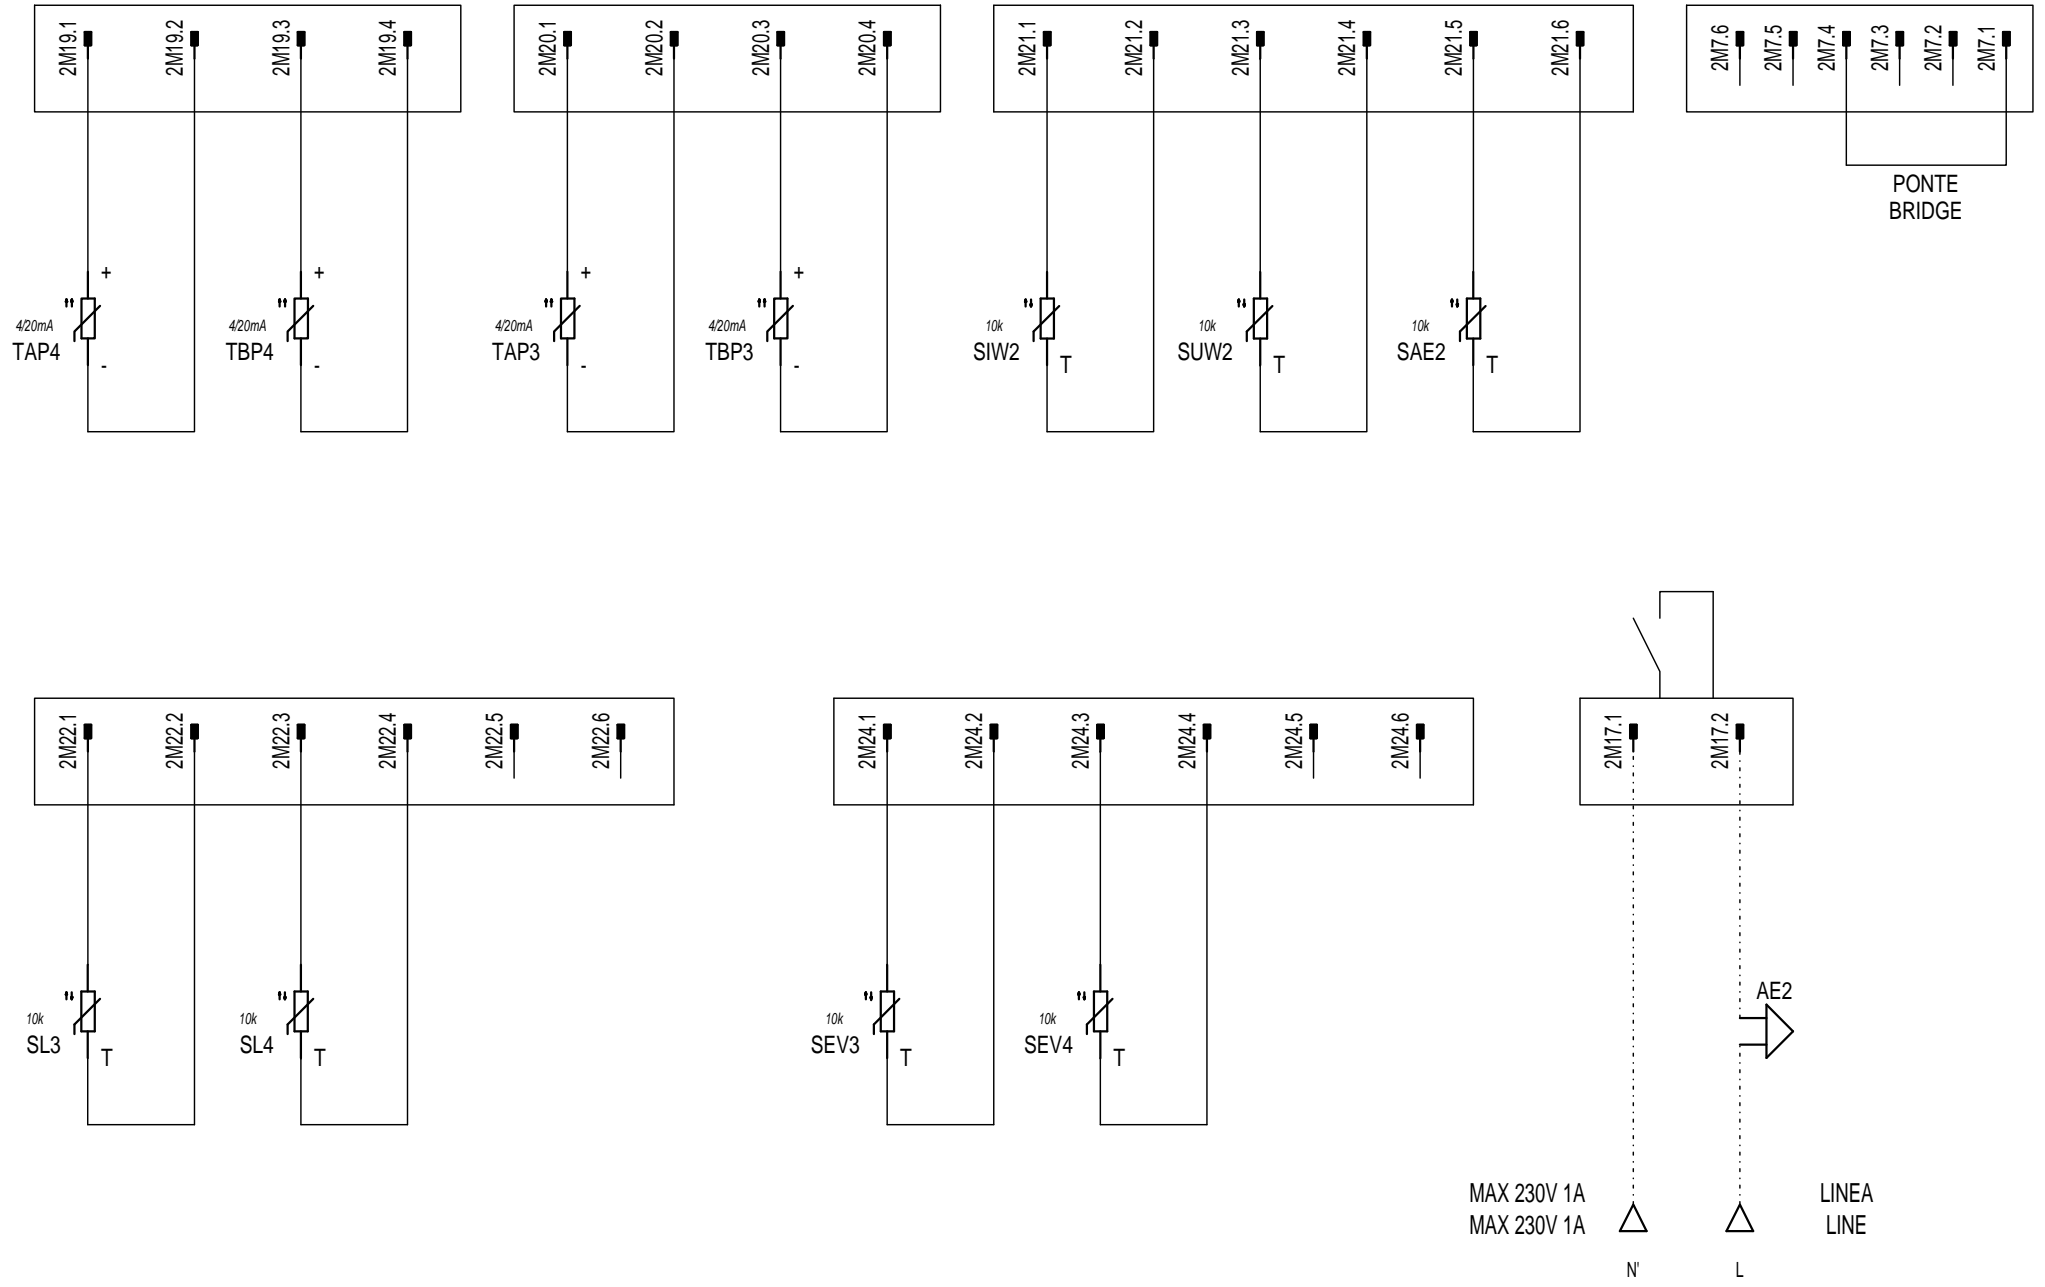 2M19.1
2M19.2
2M19.3
2M19.4
2M20.1
2M20.2
2M20.3
2M20.4
2M21.1
2M21.2
2M21.3
2M21.4
2M21.5
2M21.6
2M7.6
2M7.5
2M7.4
2M7.3
2M7.2
2M7.1
PONTE
BRIDGE
+
4/20mA
TAP4
-
+
4/20mA
TBP4
-
+
4/20mA
TAP3
-
+
4/20mA
TBP3
-
10k
SIW2
T
10k
SUW2
T
10k
SAE2
T
2M22.1
2M22.2
2M22.3
2M22.4
2M22.5
2M22.6
2M24.1
2M24.2
2M24.3
2M24.4
2M24.5
2M24.6
2M17.1
2M17.2
10k
SL3
T
10k
SL4
T
10k
SEV3
T
10k
SEV4
T
AE2
MAX 230V 1A
MAX 230V 1A
LINEA
LINE
N'
L